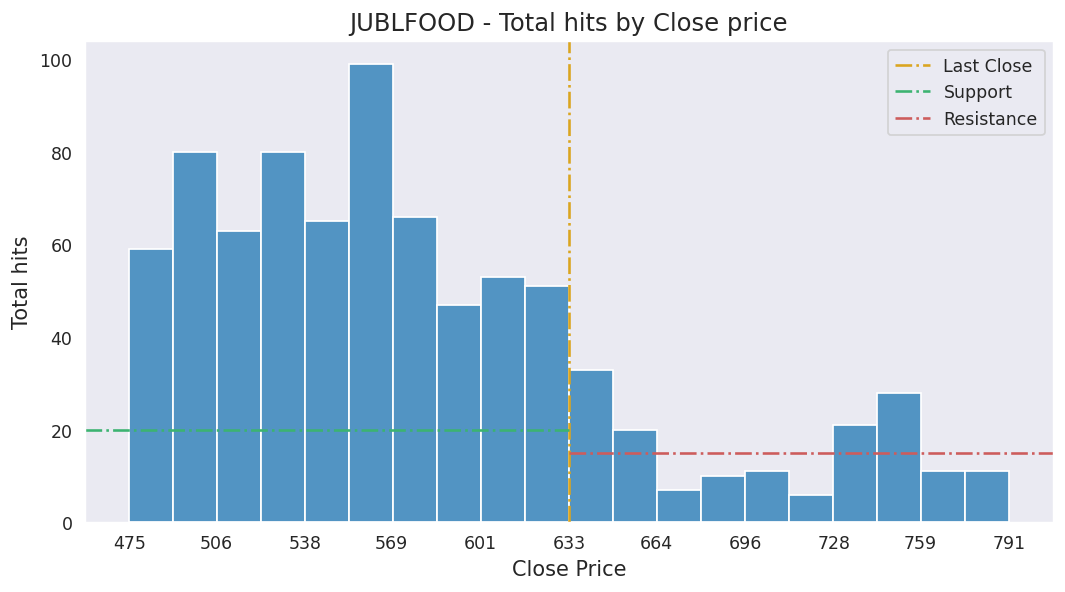 JUBLFOOD - Total hits by Close price
Last Close
Support
Resistance
Total hits
100
80
60
40
20
0
475 506 538 569 601 633 664 696 728 759 791
Close Price